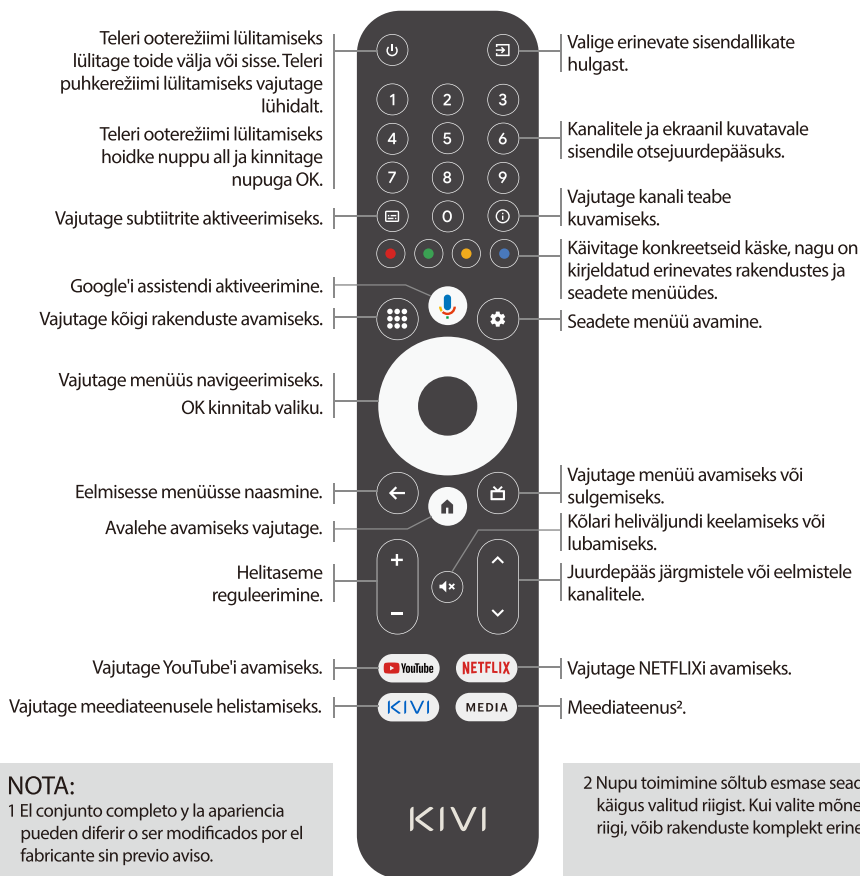 Teleri ooterežiimi lülitamiseks
lülitage toide välja või sisse. Teleri
puhkerežiimi lülitamiseks vajutage
lühidalt.
Teleri ooterežiimi lülitamiseks
hoidke nuppu all ja kinnitage
nupuga OK.
Vajutage subtiitrite aktiveerimiseks.
Google'i assistendi aktiveerimine.
Vajutage kõigi rakenduste avamiseks.
Vajutage menüüs navigeerimiseks.
OK kinnitab valiku.
Eelmisesse menüüsse naasmine.
Avalehe avamiseks vajutage.
Helitaseme
reguleerimine.
Vajutage YouTube'i avamiseks.
Vajutage meediateenusele helistamiseks.
1 2 3
4 5 6
7 8 9
0
YouTube NETFLIX
KIVI MEDIA
KIVI
Valige erinevate sisendallikate
hulgast.
Kanalitele ja ekraanil kuvatavale
sisendile otsejuurdepääsuks.
Vajutage kanali teabe
kuvamiseks.
Käivitage konkreetseid käske, nagu on
kirjeldatud erinevates rakendustes ja
seadete menüüdes.
Seadete menüü avamine.
Vajutage menüü avamiseks või
sulgemiseks.
Kõlari heliväljundi keelamiseks või
lubamiseks.
Juurdepääs järgmistele või eelmistele
kanalitele.
Vajutage NETFLIXi avamiseks.
Meediateenus².
NOTA:
1 El conjunto completo y la apariencia
pueden diferir o ser modificados por el
fabricante sin previo aviso.
2 Nupu toimimine sõltub esmase
käigus valitud riigist. Kui valite
riigi, võib rakenduste komplekt